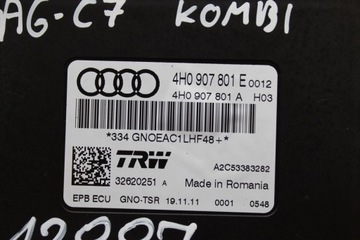 AG-C7 KOMBI
4H0 907 801 E 0012
4H0 907 801 A H03
*334 GNOEAC1LHF48+*
TRW
A2C53383282
32620251 A
Made in Romania
EPB ECU GNO-TSR 19.11.11 0001 0548